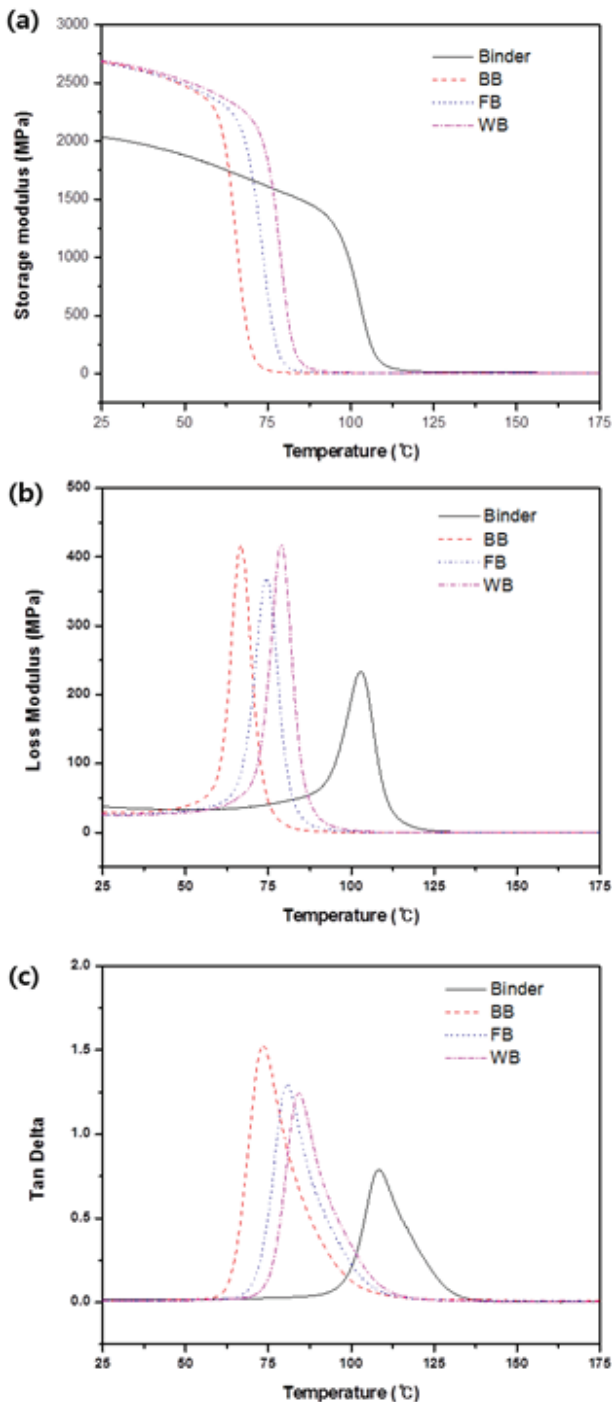 (a)
3000
2500
2000
1500
1000
500
0
Storage modulus (MPa)
Binder
BB
FB
WB
25
50
75
100
125
150
175
Temperature (℃)
(b)
500
400
300
200
100
0
Loss Modulus (MPa)
Binder
BB
FB
WB
25
50
75
100
125
150
175
Temperature (℃)
(c)
2.0
1.5
1.0
0.5
0.0
Tan Delta
Binder
BB
FB
WB
25
50
75
100
125
150
175
Temperature (℃)